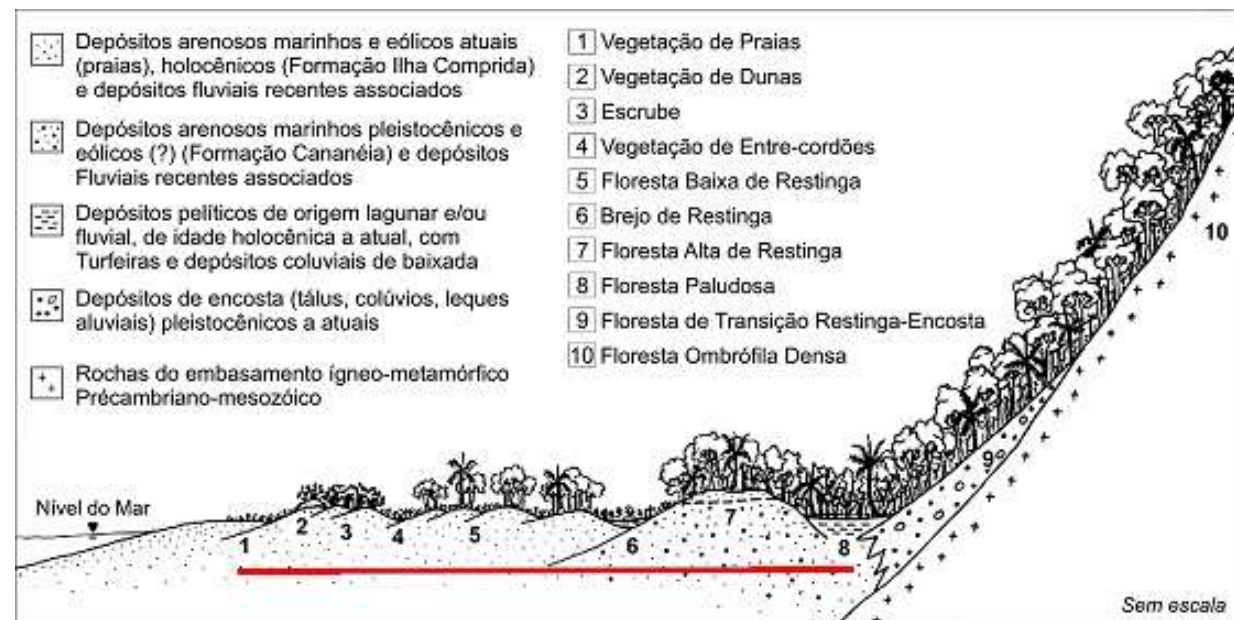 Depósitos arenosos marinhos e eólicos atuais
(praias), holocênicos (Formação Ilha Comprida)
e depósitos fluviais recentes associados
Depósitos arenosos marinhos pleistocênicos e
eólicos (?) (Formação Cananéia) e depósitos
Fluviais recentes associados
Depósitos pelíticos de origem lagunar e/ou
fluvial, de idade holocênica a atual, com
Turfeiras e depósitos coluviais de baixada
Depósitos de encosta (tálus, colúvios, leques
aluviais) pleistocênicos a atuais
Rochas do embasamento ígneo-metamórfico
Précambriano-mesozóico
1 Vegetação de Praias
2 Vegetação de Dunas
3 Escrube
4 Vegetação de Entre-cordões
5 Floresta Baixa de Restinga
6 Brejo de Restinga
7 Floresta Alta de Restinga
8 Floresta Paludosa
9 Floresta de Transição Restinga-Encosta
10 Floresta Ombrófila Densa
Nível do Mar
1
2
3
4
5
6
7
8
9
10
Sem escala